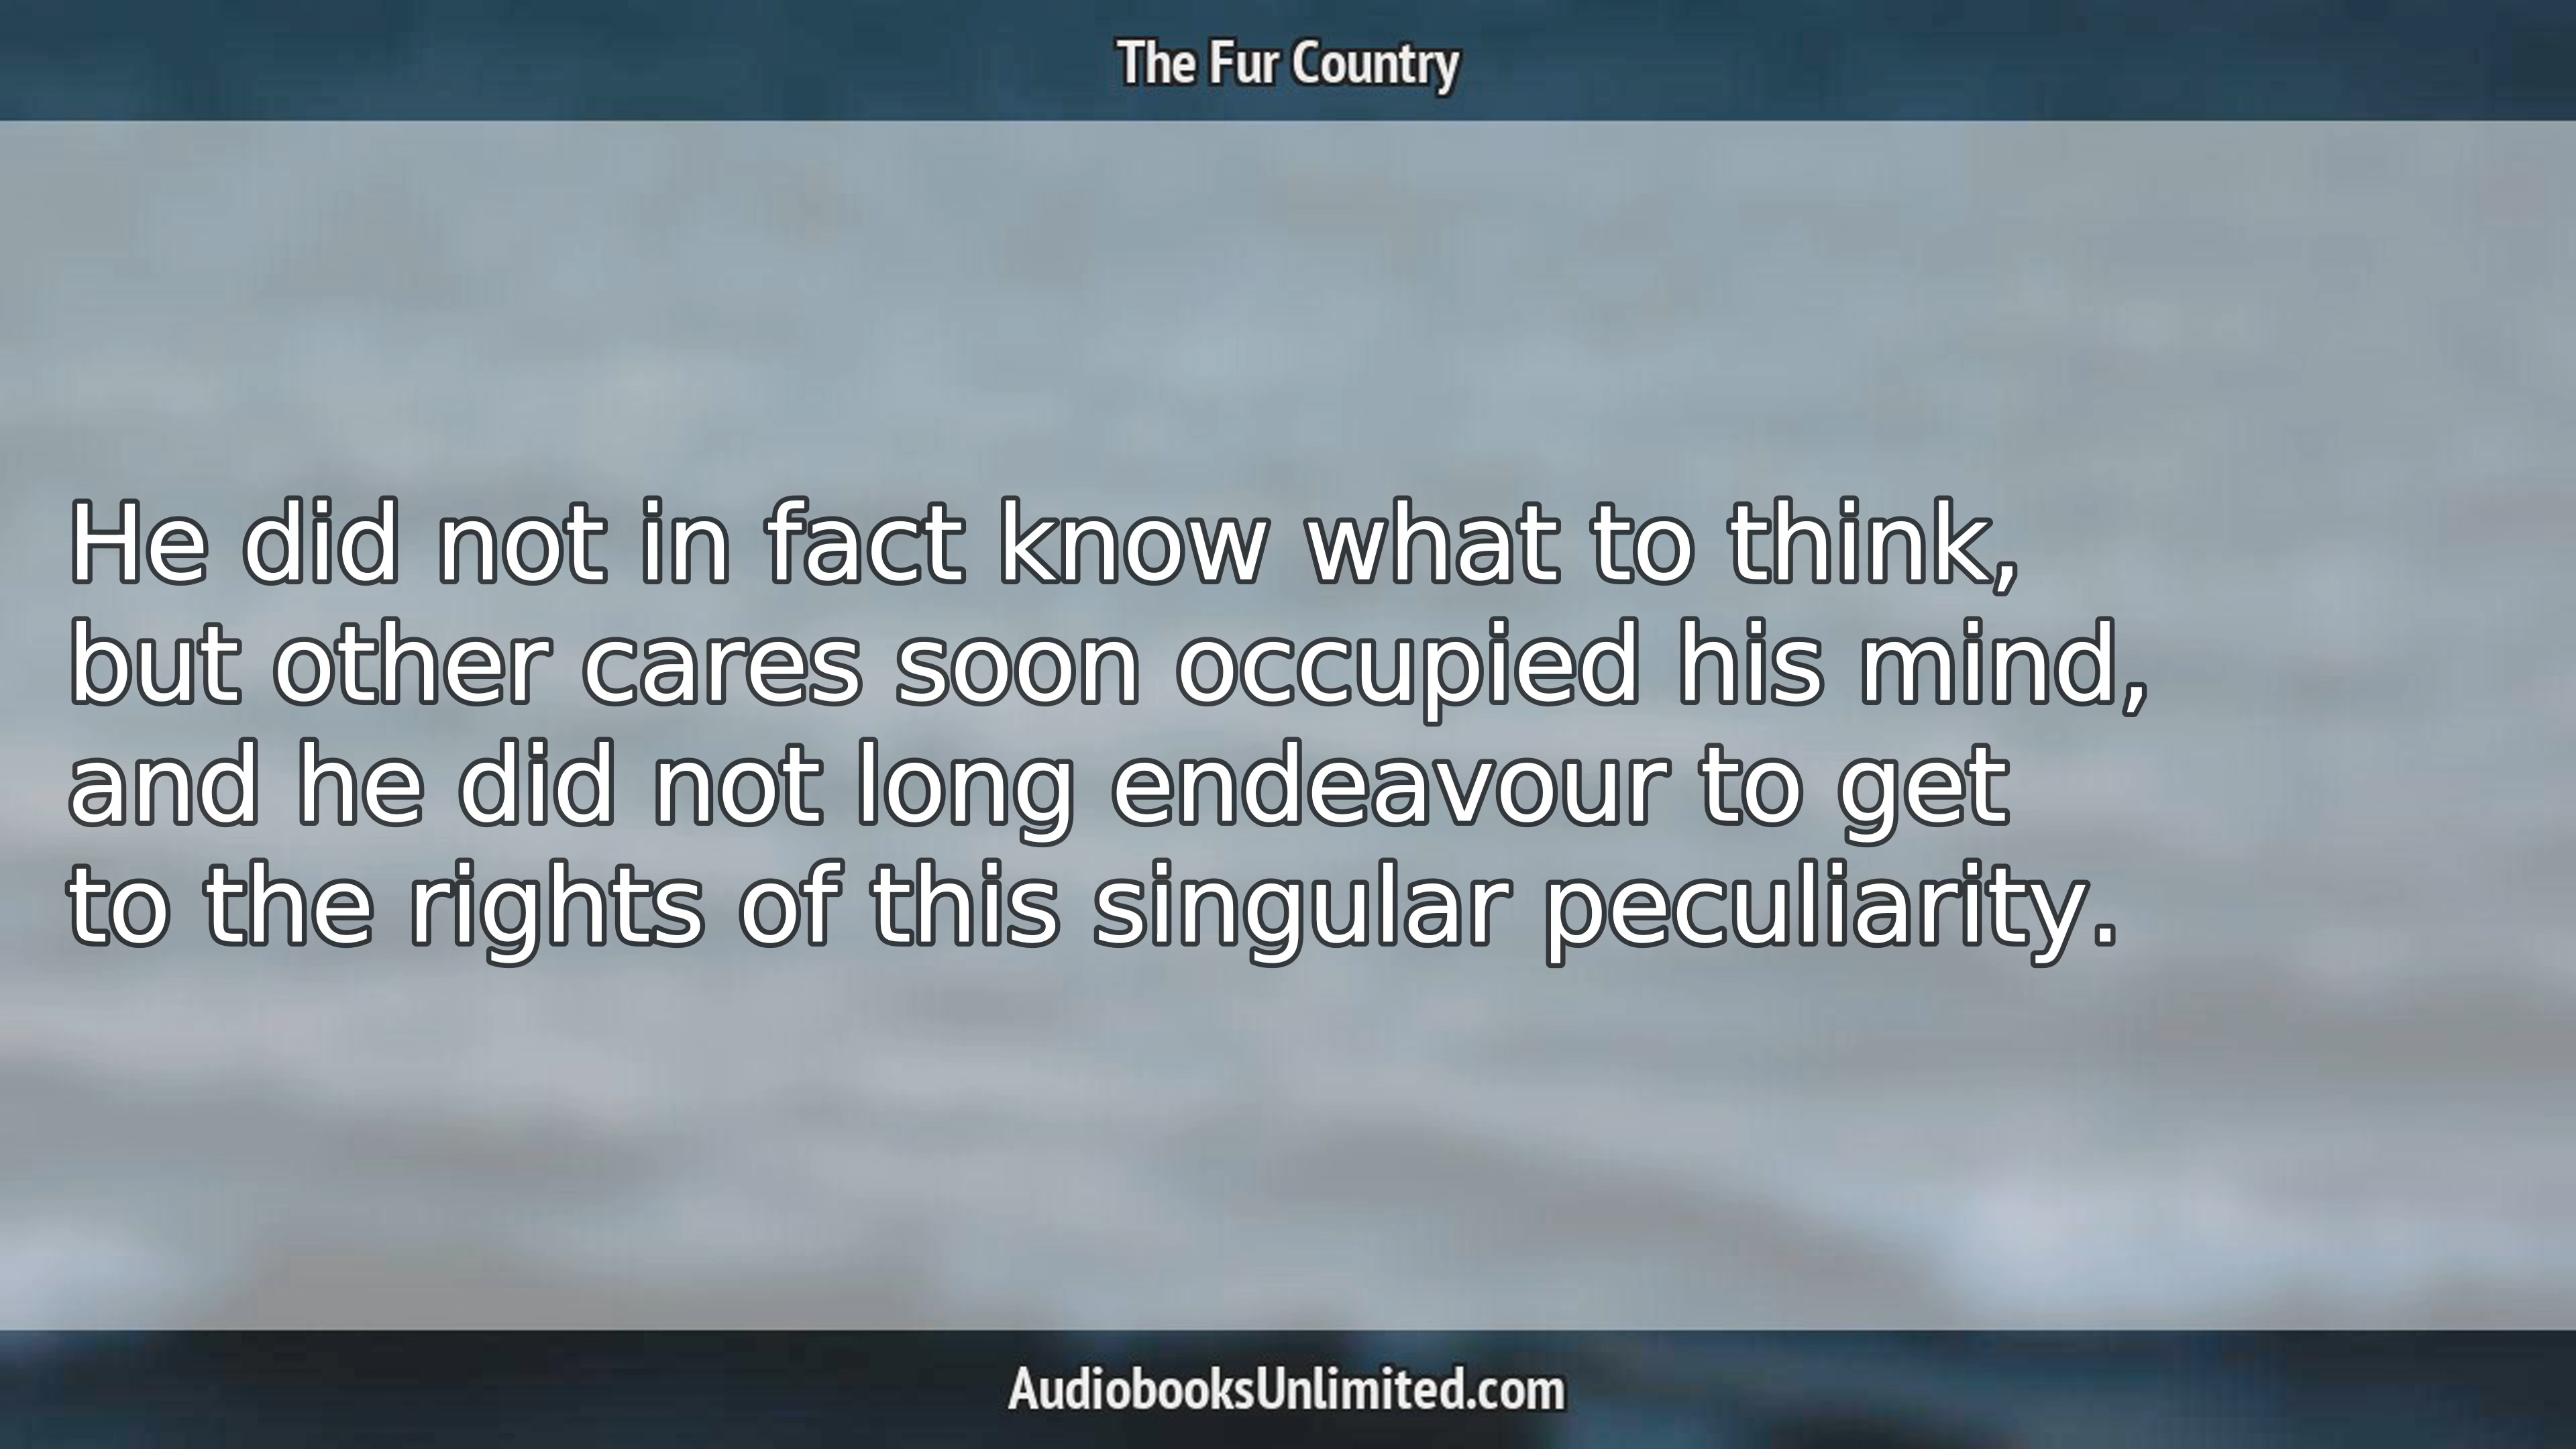 The Fur Country
He did not in fact know what to think,
but other cares soon occupied his mind,
and he did not long endeavour to get
to the rights of this singular peculiarity.
AudiobooksUnlimited.com